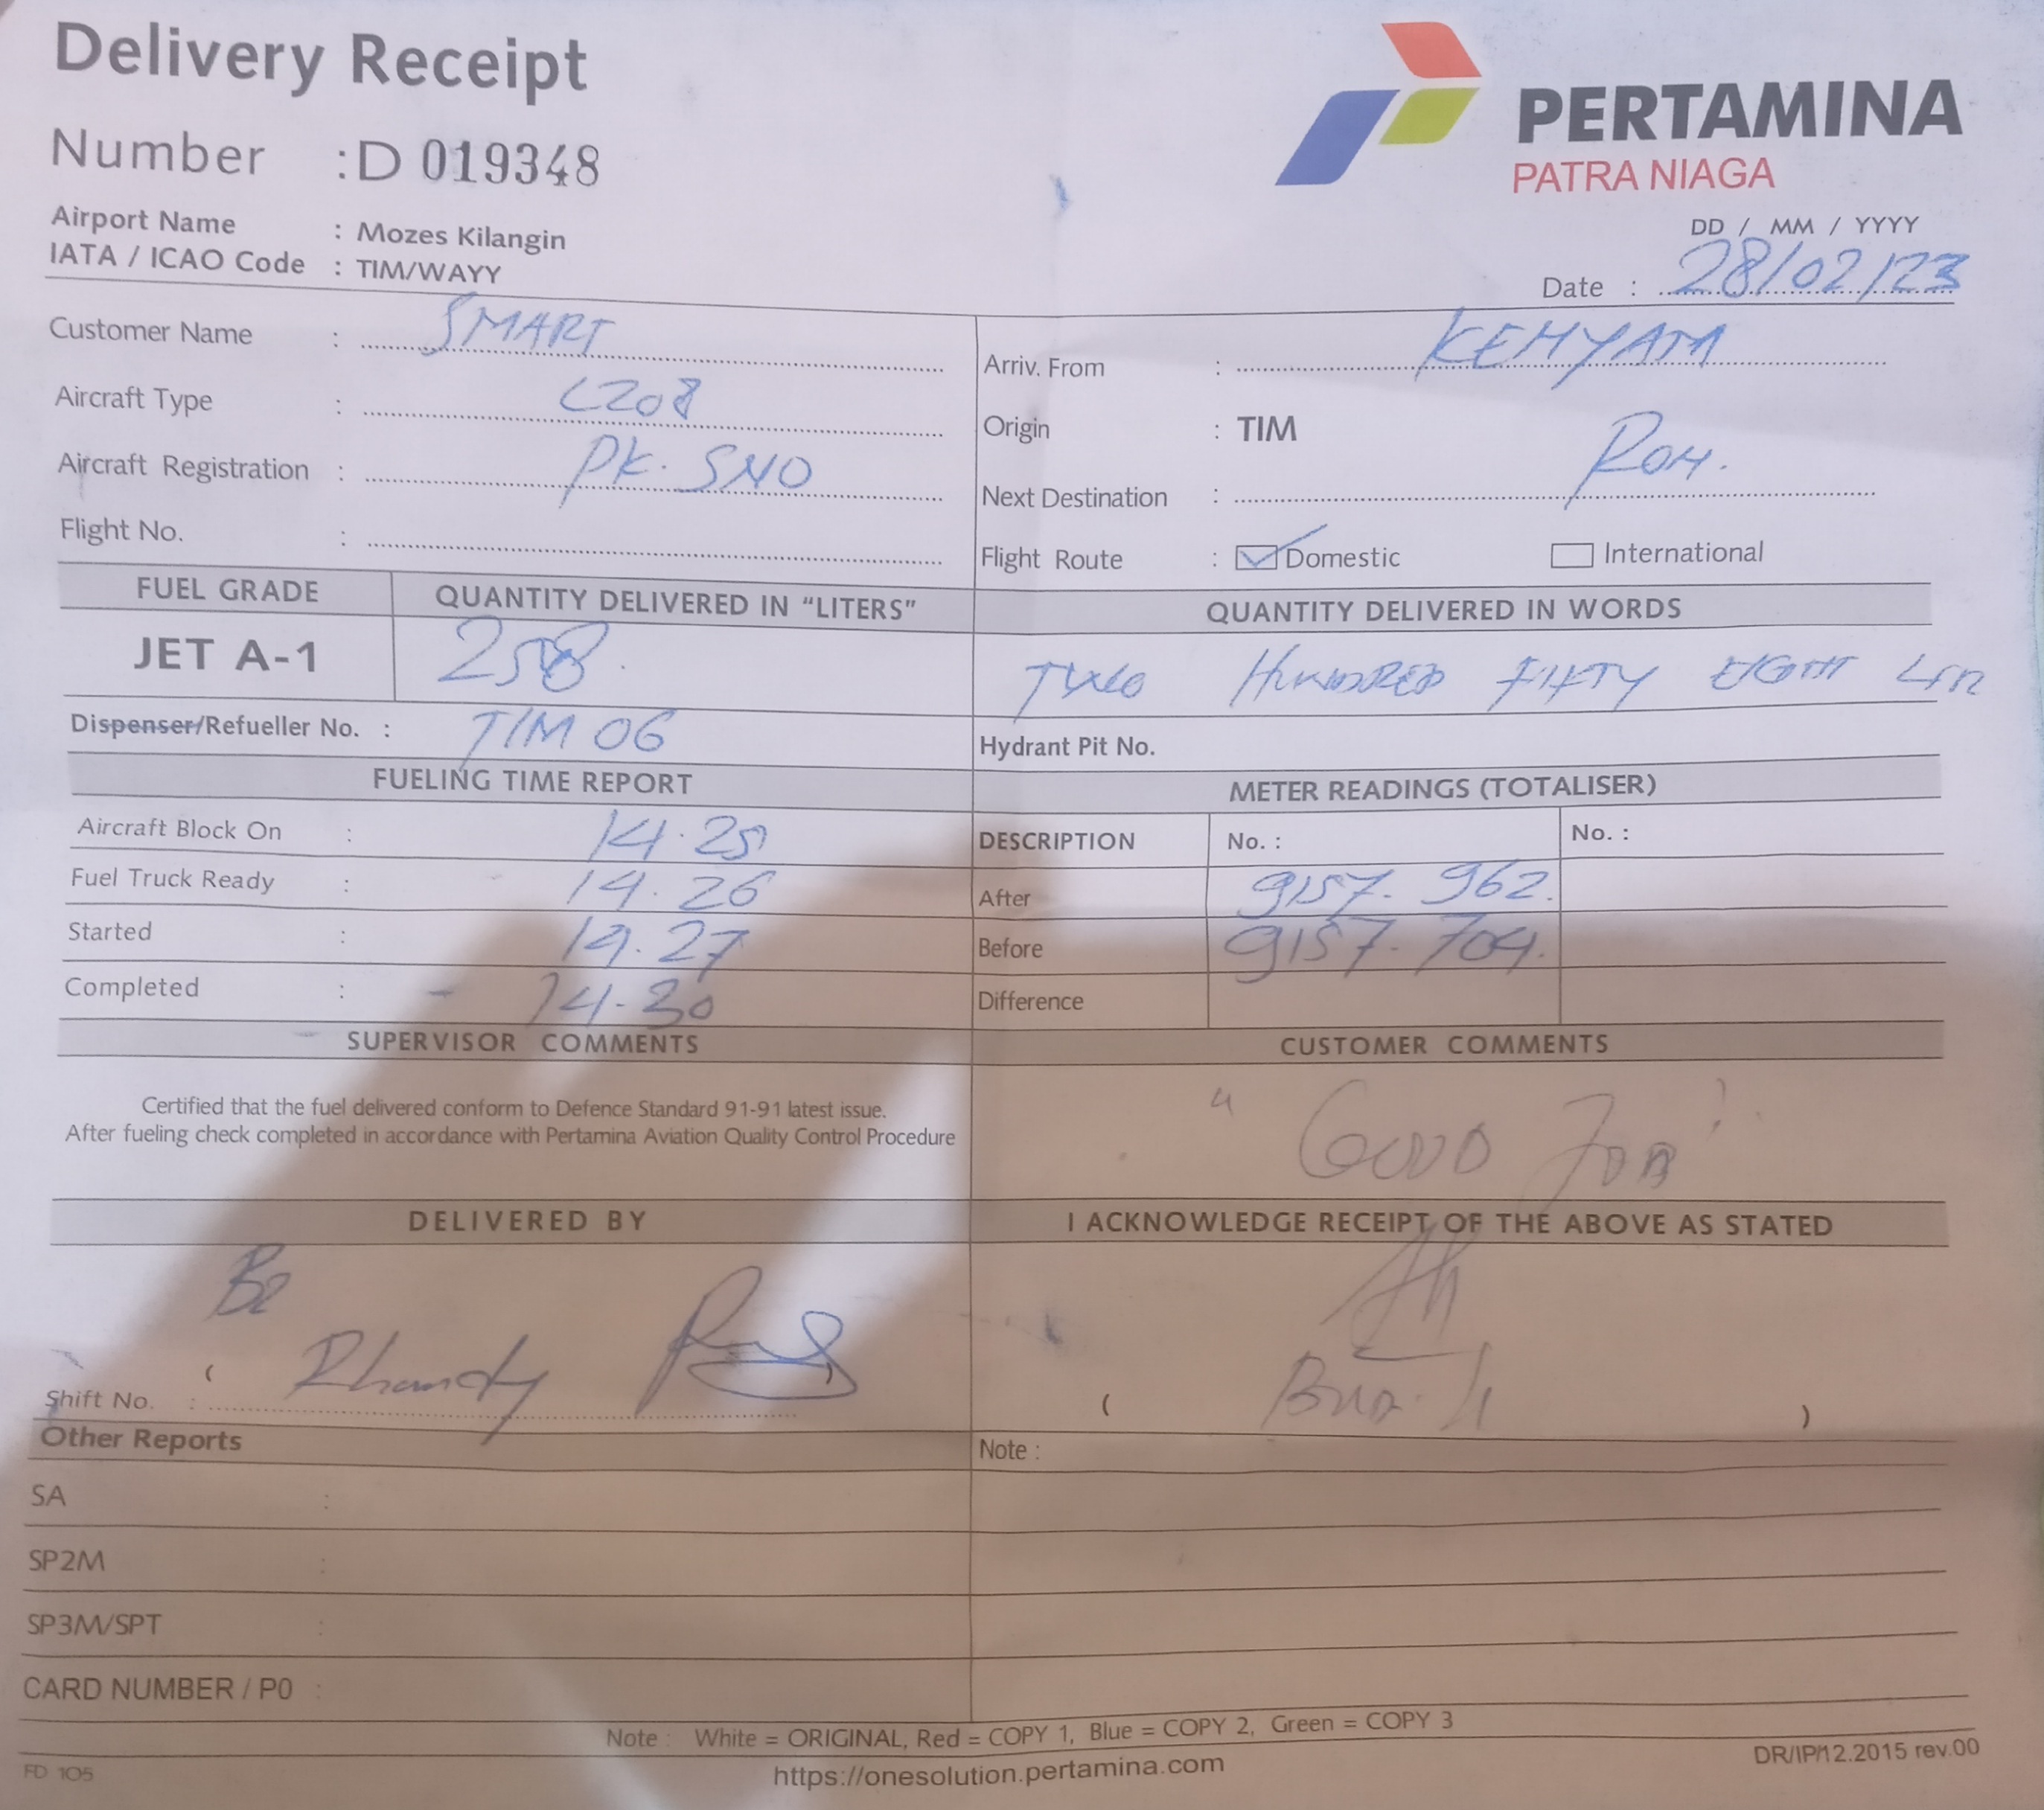 Delivery Receipt
PERTAMINA
PATRA NIAGA
Number : D 019348
Airport Name : Mozes Kilangin
IATA / ICAO Code : TIM/WAYY
DD / MM / YYYY
Date : 28/02/23
Customer Name : SMART
Arriv. From : KENYAM
Aircraft Type : C208
Origin : TIM
Aircraft Registration : PK. SNO
Next Destination :
Flight No. :
Flight Route : Domestic International
FUEL GRADE QUANTITY DELIVERED IN "LITERS" QUANTITY DELIVERED IN WORDS
JET A-1 258. TWO HUNDRED FIFTY EIGHT LTR
Dispenser/Refueller No. : TIM 06 Hydrant Pit No.
FUELING TIME REPORT METER READINGS (TOTALISER)
Aircraft Block On : 14.25 DESCRIPTION No. : No. :
Fuel Truck Ready : 14.26 After 9157. 962.
Started : 14.27 Before 9157. 704.
Completed : - 14-30 Difference
SUPERVISOR COMMENTS CUSTOMER COMMENTS
Certified that the fuel delivered conform to Defence Standard 91-91 latest issue.
After fueling check completed in accordance with Pertamina Aviation Quality Control Procedure
" GOOD JOB "
DELIVERED BY I ACKNOWLEDGE RECEIPT OF THE ABOVE AS STATED
( Rhandy )
Shift No. :
( )
Other Reports Note :
SA :
SP2M :
SP3M/SPT :
CARD NUMBER / P0 :
Note : White = ORIGINAL, Red = COPY 1, Blue = COPY 2, Green = COPY 3
FD 105 https://onesolution.pertamina.com DR/IP/12.2015 rev.00